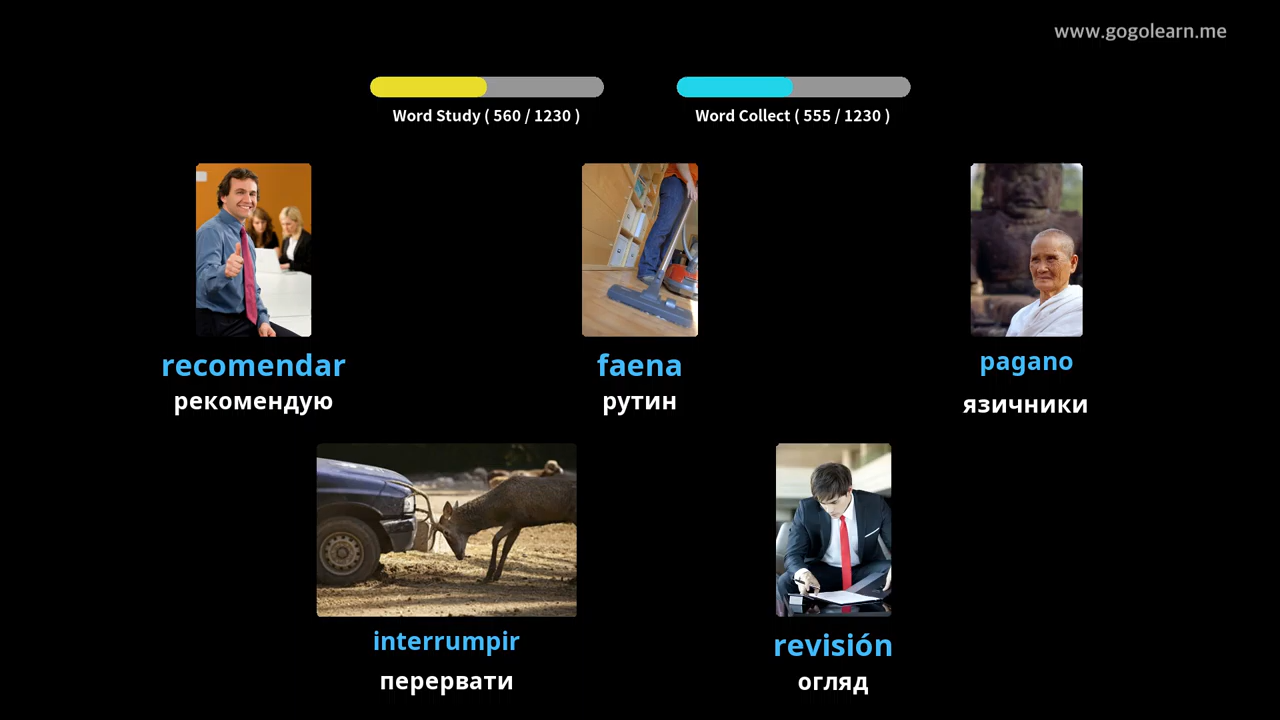 www.gogolearn.me
Word Study ( 560 / 1230 )
Word Collect ( 555 / 1230 )
recomendar
рекомендую
faena
рутин
pagano
язичники
interrumpir
перервати
revisión
огляд